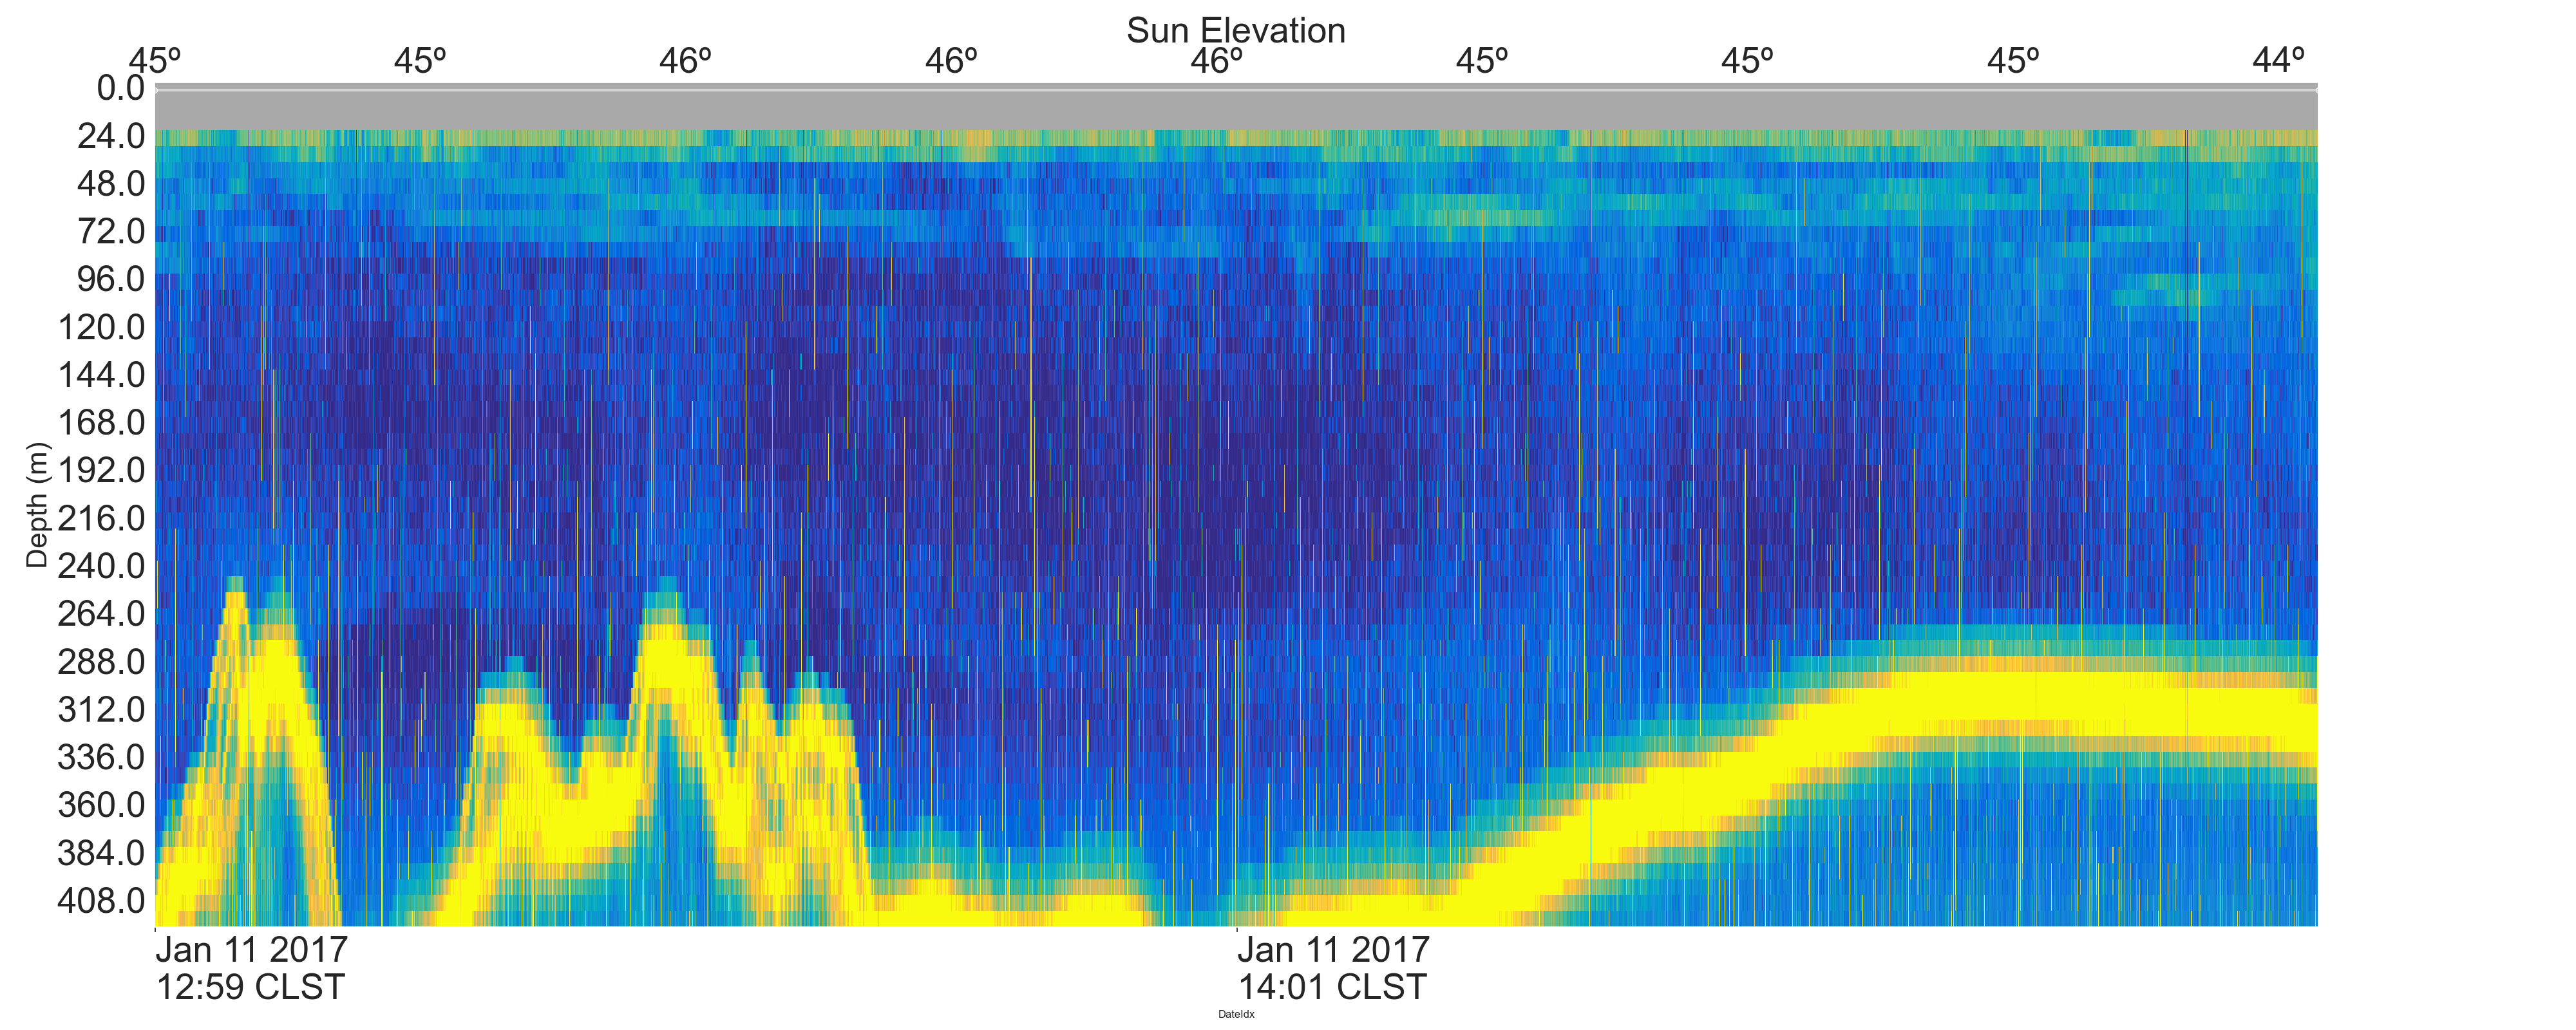 Sun Elevation
45º 45º 46º 46º 46º 45º 45º 45º 44º
0.0
24.0
48.0
72.0
96.0
120.0
144.0
168.0
192.0
216.0
240.0
264.0
288.0
312.0
336.0
360.0
384.0
408.0
Depth (m)
Jan 11 2017
12:59 CLST
Jan 11 2017
14:01 CLST
DateIdx